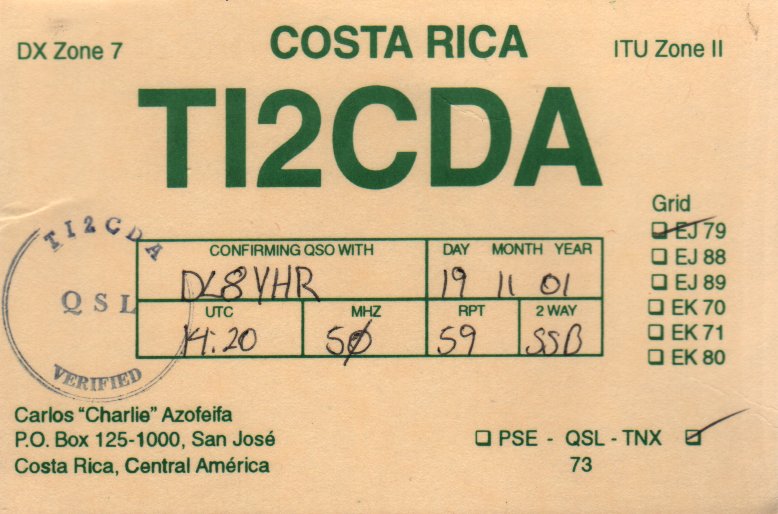 COSTA RICA
DX Zone 7
ITU Zone II
TI2CDA
Grid
EJ 79
EJ 88
EJ 89
EK 70
EK 71
EK 80
TI2CDA
QSL
VERIFIED
CONFIRMING QSO WITH DAY MONTH YEAR
DL8YHR 19 11 01
UTC MHZ RPT 2 WAY
14:20 50 59 SSB
Carlos “Charlie” Azofeifa
P.O. Box 125-1000, San José
Costa Rica, Central América
PSE - QSL - TNX
73